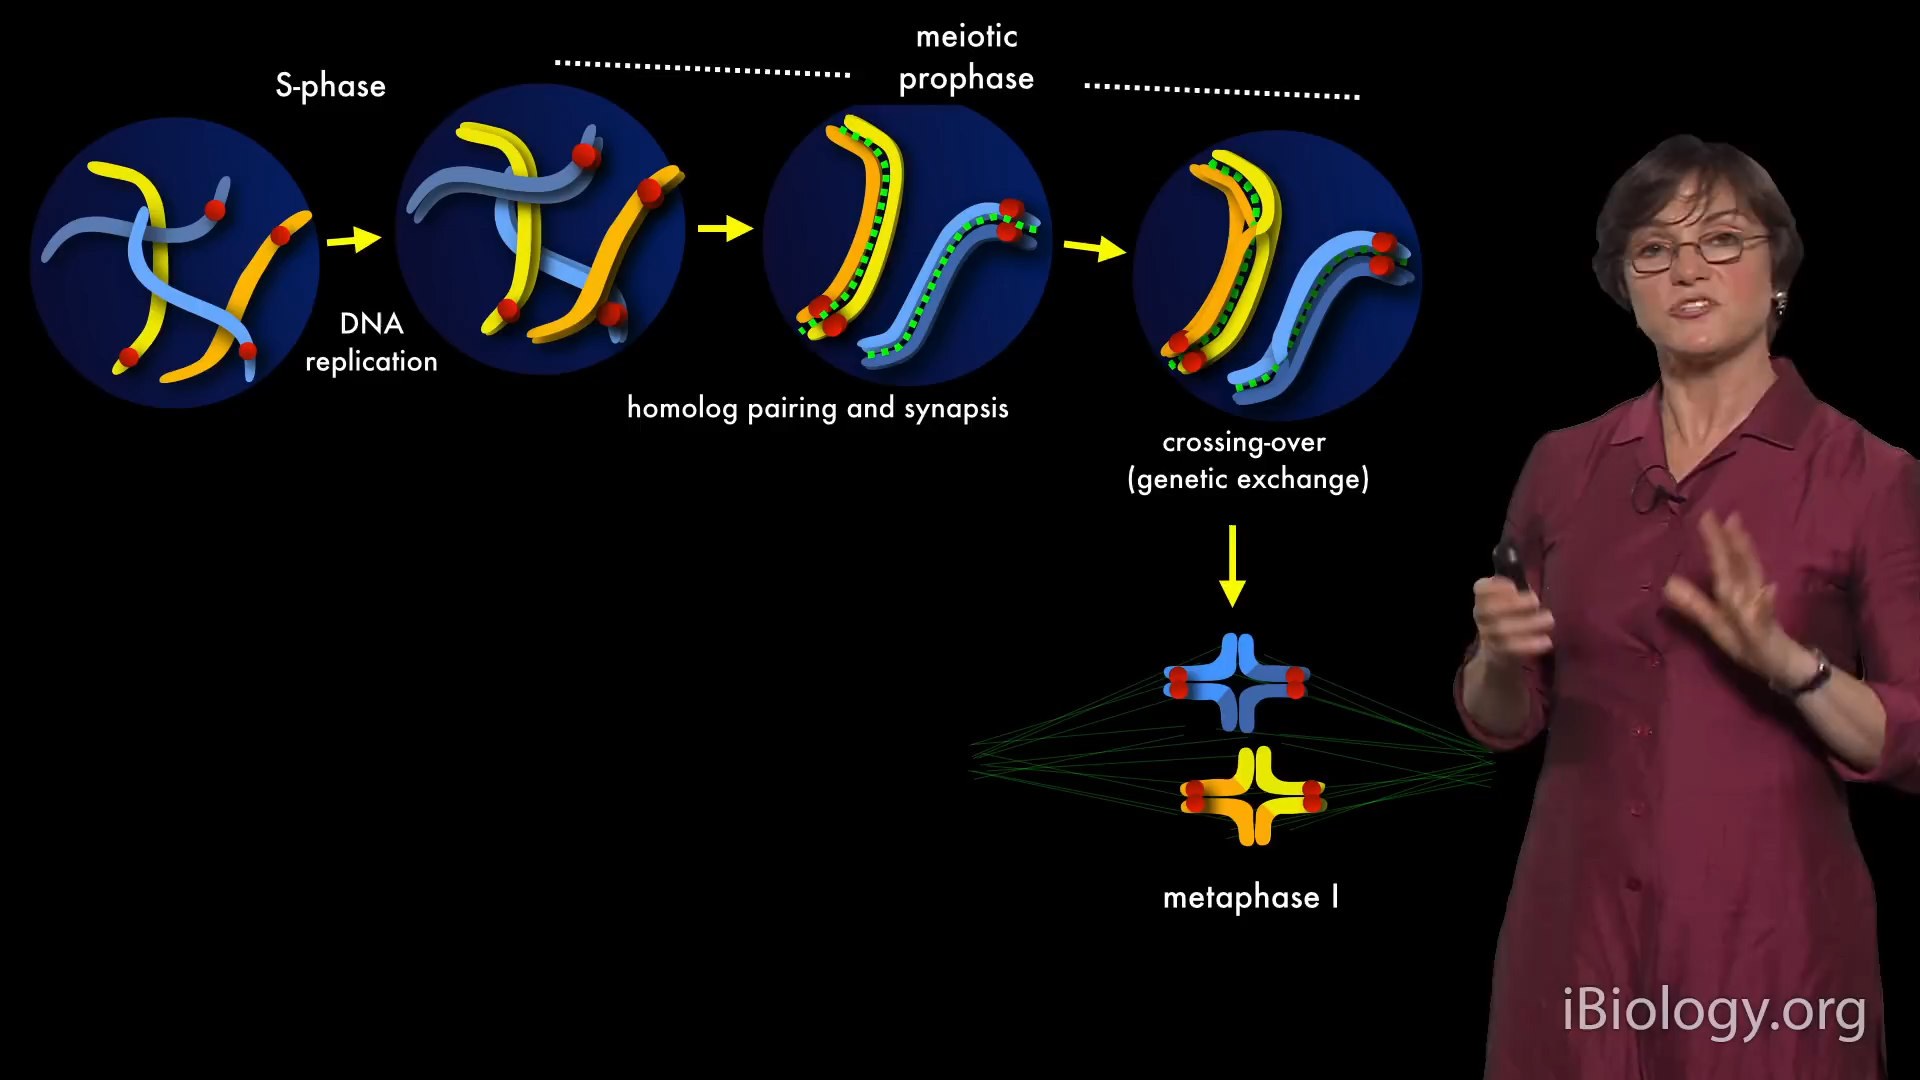 meiotic
prophase
S-phase
DNA
replication
homolog pairing and synapsis
crossing-over
(genetic exchange)
metaphase I
iBiology.org